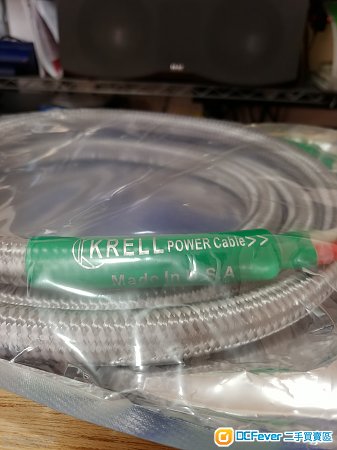 KRELL POWER Cable>>
Made In U.S.A
DCFever 二手買賣區